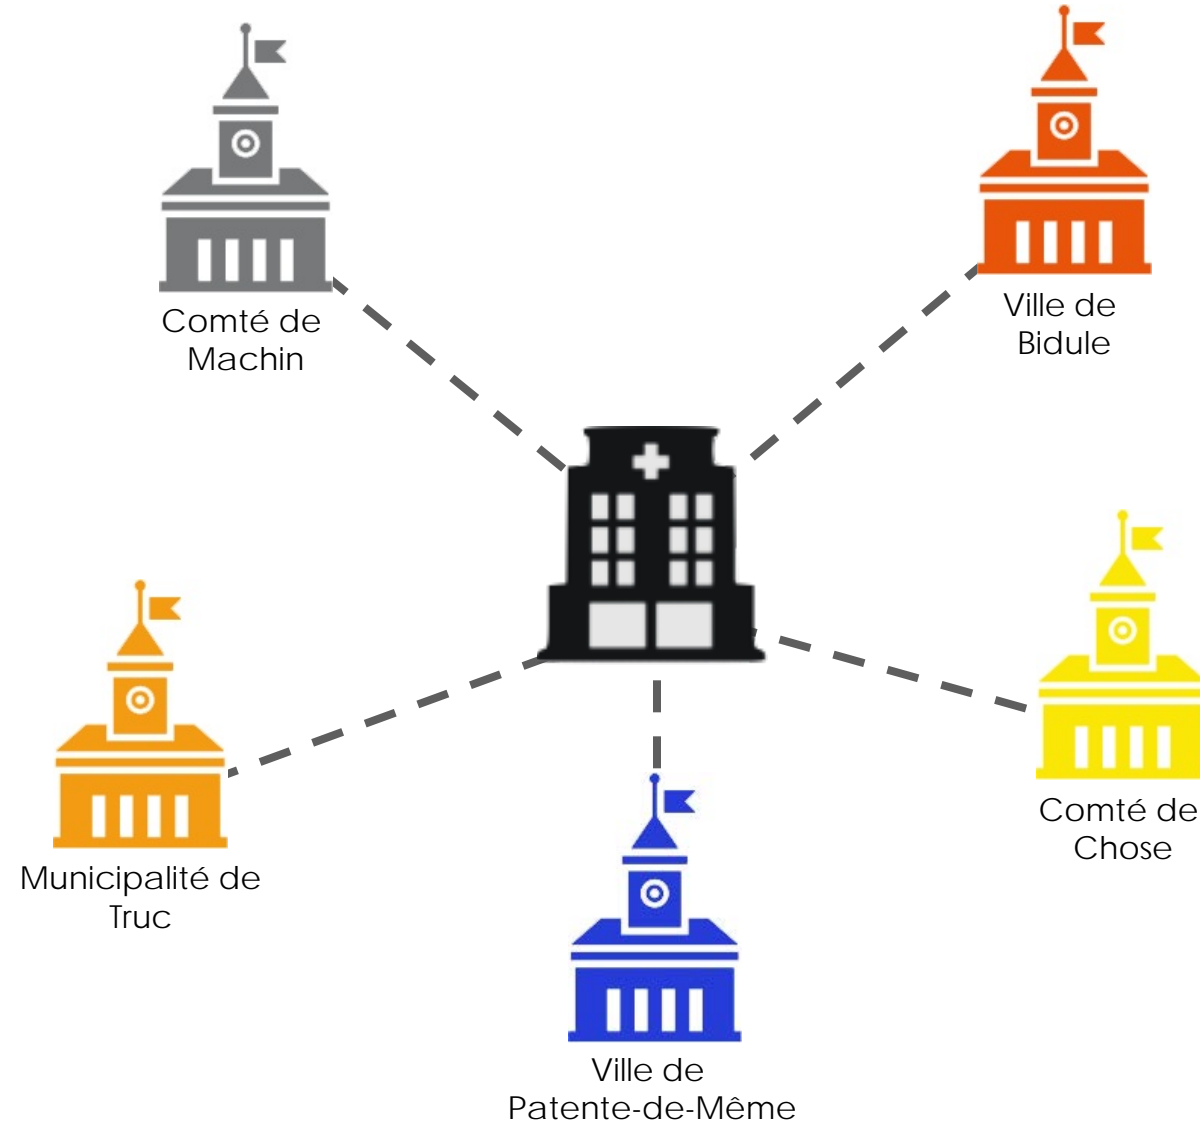 Comté de
Machin
Ville de
Bidule
Comté de
Chose
Municipalité de
Truc
Ville de
Patente-de-Même